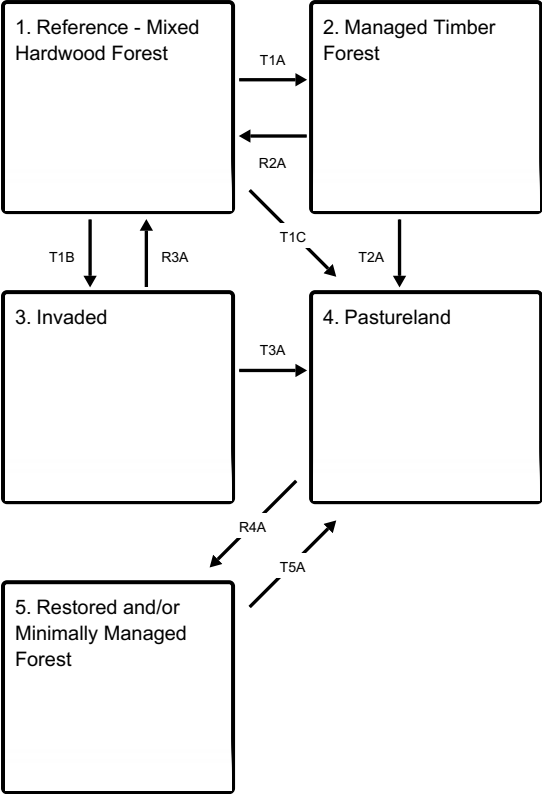 1. Reference - Mixed
Hardwood Forest
T1A
2. Managed Timber
Forest
R2A
T1C
T1B
R3A
T2A
3. Invaded
T3A
4. Pastureland
R4A
T5A
5. Restored and/or
Minimally Managed
Forest